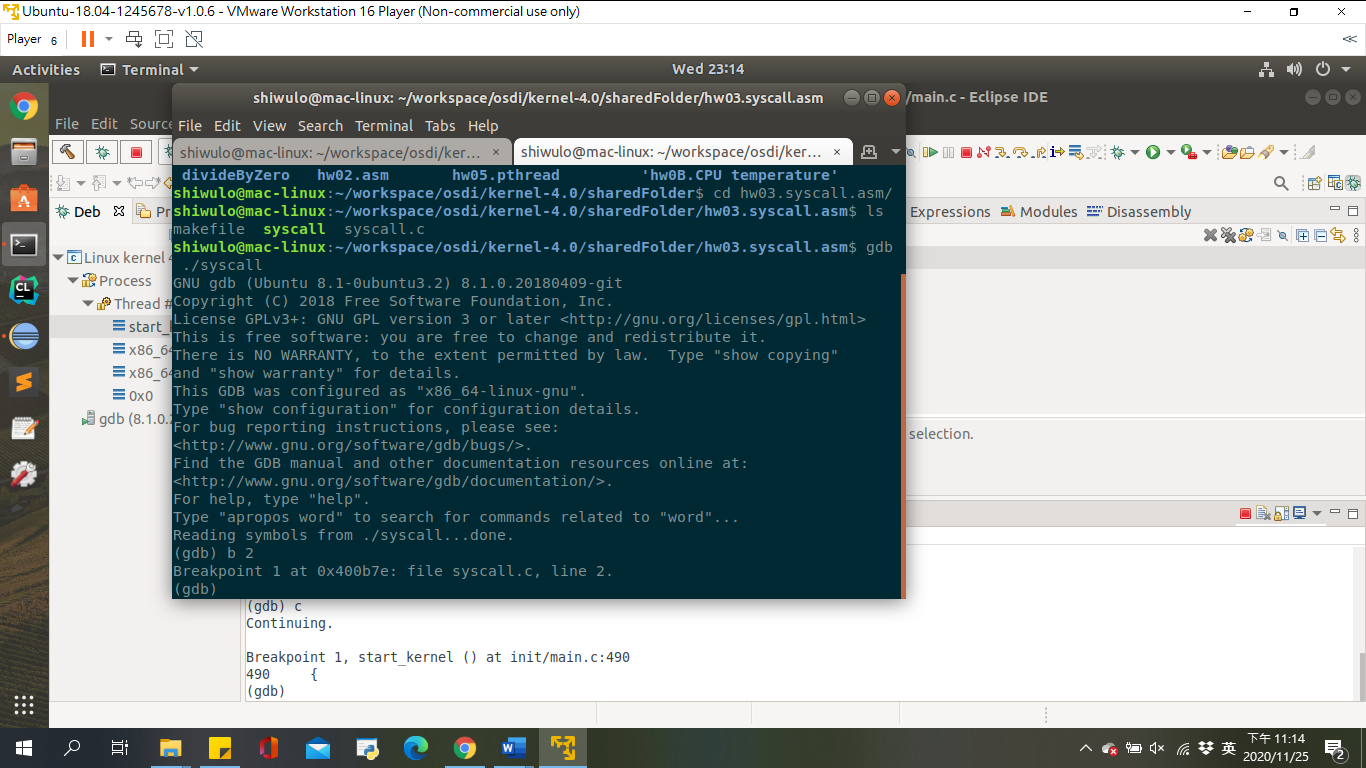 Ubuntu-18.04-1245678-v1.0.6 - VMware Workstation 16 Player (Non-commercial use only)
Player 6
Activities Terminal Wed 23:14
shiwulo@mac-linux: ~/workspace/osdi/kernel-4.0/sharedFolder/hw03.syscall.asm
/main.c - Eclipse IDE
File Edit Source
File Edit View Search Terminal Tabs Help
shiwulo@mac-linux: ~/workspace/osdi/ker... × shiwulo@mac-linux: ~/workspace/osdi/ker... ×
divideByZero hw02.asm hw05.pthread 'hw0B.CPU temperature'
shiwulo@mac-linux:~/workspace/osdi/kernel-4.0/sharedFolder$ cd hw03.syscall.asm/
shiwulo@mac-linux:~/workspace/osdi/kernel-4.0/sharedFolder/hw03.syscall.asm$ ls
makefile syscall syscall.c
shiwulo@mac-linux:~/workspace/osdi/kernel-4.0/sharedFolder/hw03.syscall.asm$ gdb
./syscall
GNU gdb (Ubuntu 8.1-0ubuntu3.2) 8.1.0.20180409-git
Copyright (C) 2018 Free Software Foundation, Inc.
License GPLv3+: GNU GPL version 3 or later <http://gnu.org/licenses/gpl.html>
This is free software: you are free to change and redistribute it.
There is NO WARRANTY, to the extent permitted by law.  Type "show copying"
and "show warranty" for details.
This GDB was configured as "x86_64-linux-gnu".
Type "show configuration" for configuration details.
For bug reporting instructions, please see:
<http://www.gnu.org/software/gdb/bugs/>.
Find the GDB manual and other documentation resources online at:
<http://www.gnu.org/software/gdb/documentation/>.
For help, type "help".
Type "apropos word" to search for commands related to "word"...
Reading symbols from ./syscall...done.
(gdb) b 2
Breakpoint 1 at 0x400b7e: file syscall.c, line 2.
(gdb)
Deb Pr
Expressions Modules Disassembly
Linux kernel 4
Process
Thread #
start_k
x86_64
x86_64
0x0
gdb (8.1.0.2
selection.
(gdb) c
Continuing.
Breakpoint 1, start_kernel () at init/main.c:490
490 {
(gdb)
英 下午 11:14
2020/11/25
2